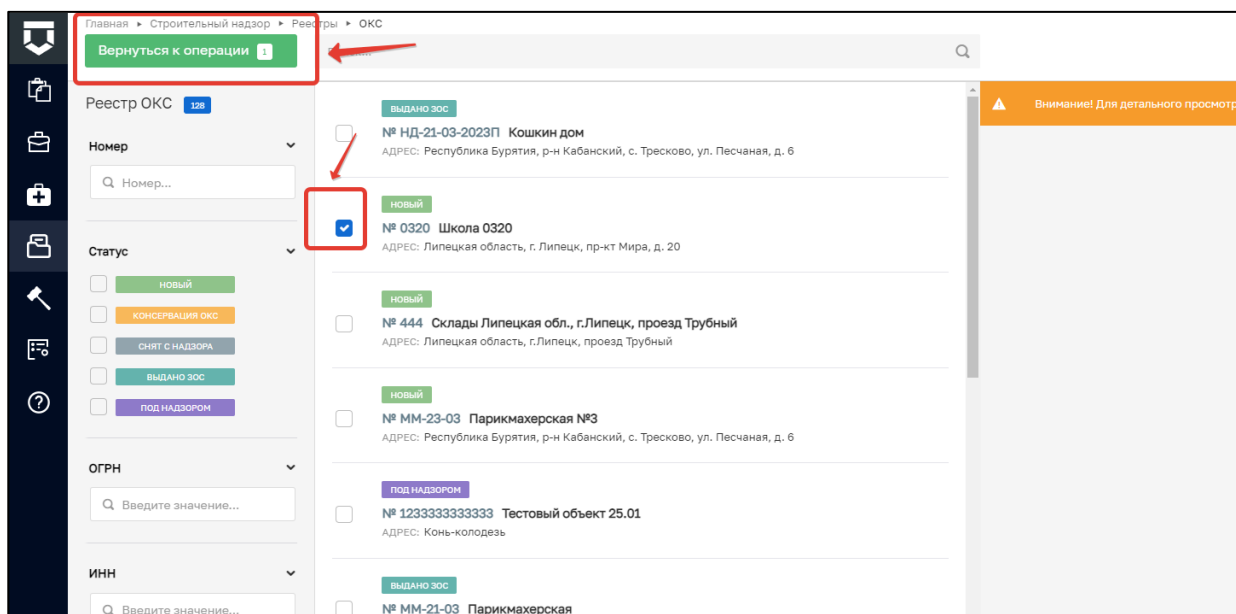 Главная ▸ Строительный надзор ▸ Реестры ▸ ОКС
Вернуться к операции 1
Реестр ОКС 128
Номер
Номер...
Статус
НОВЫЙ
КОНСЕРВАЦИЯ ОКС
СНЯТ С НАДЗОРА
ВЫДАНО ЗОС
ПОД НАДЗОРОМ
ОГРН
Введите значение...
ИНН
Введите значение...
ВЫДАНО ЗОС
№ НД-21-03-2023П Кошкин дом
АДРЕС: Республика Бурятия, р-н Кабанский, с. Тресково, ул. Песчаная, д. 6
НОВЫЙ
№ 0320 Школа 0320
АДРЕС: Липецкая область, г. Липецк, пр-кт Мира, д. 20
НОВЫЙ
№ 444 Склады Липецкая обл., г.Липецк, проезд Трубный
АДРЕС: Липецкая область, г.Липецк, проезд Трубный
НОВЫЙ
№ ММ-23-03 Парикмахерская №3
АДРЕС: Республика Бурятия, р-н Кабанский, с. Тресково, ул. Песчаная, д. 6
ПОД НАДЗОРОМ
№ 1233333333333 Тестовый объект 25.01
АДРЕС: Конь-колодезь
ВЫДАНО ЗОС
№ ММ-21-03 Парикмахерская
Внимание! Для детального просмотр